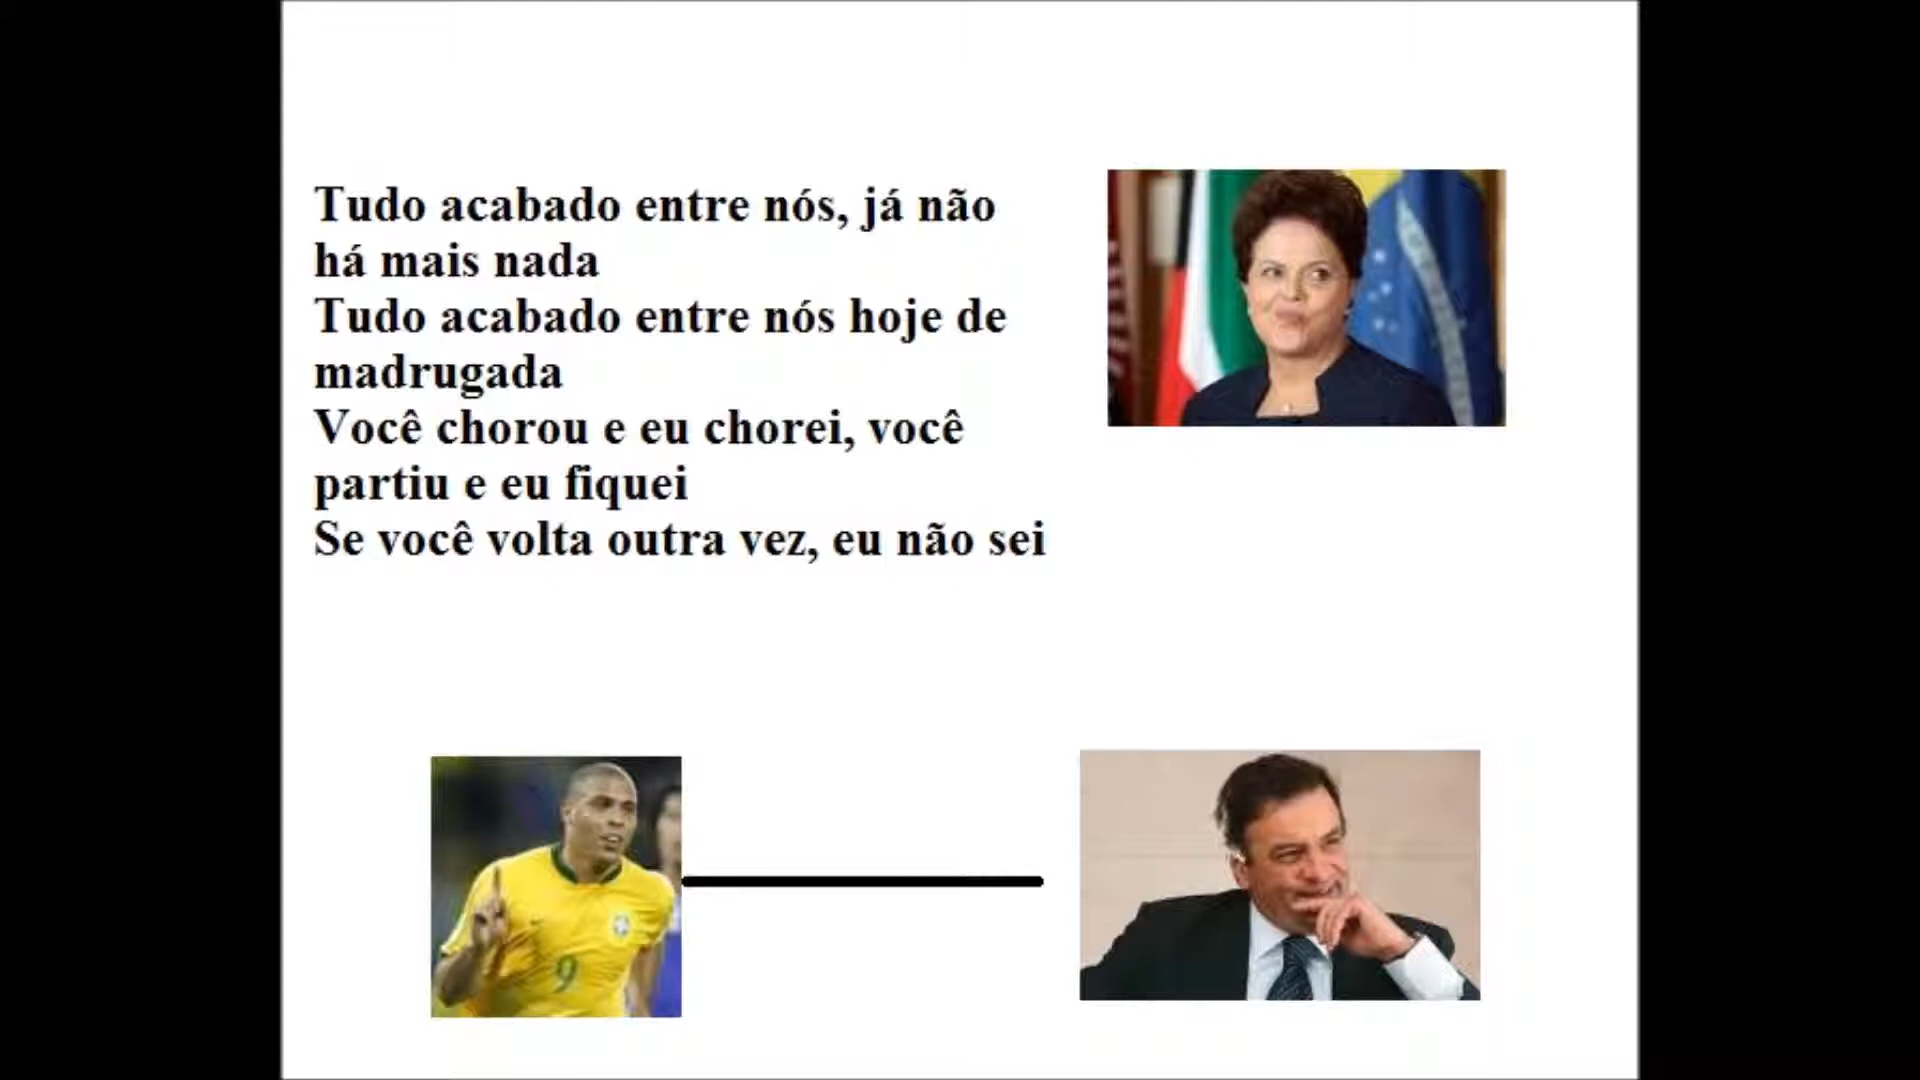 Tudo acabado entre nós, já não
há mais nada
Tudo acabado entre nós hoje de
madrugada
Você chorou e eu chorei, você
partiu e eu fiquei
Se você volta outra vez, eu não sei
9